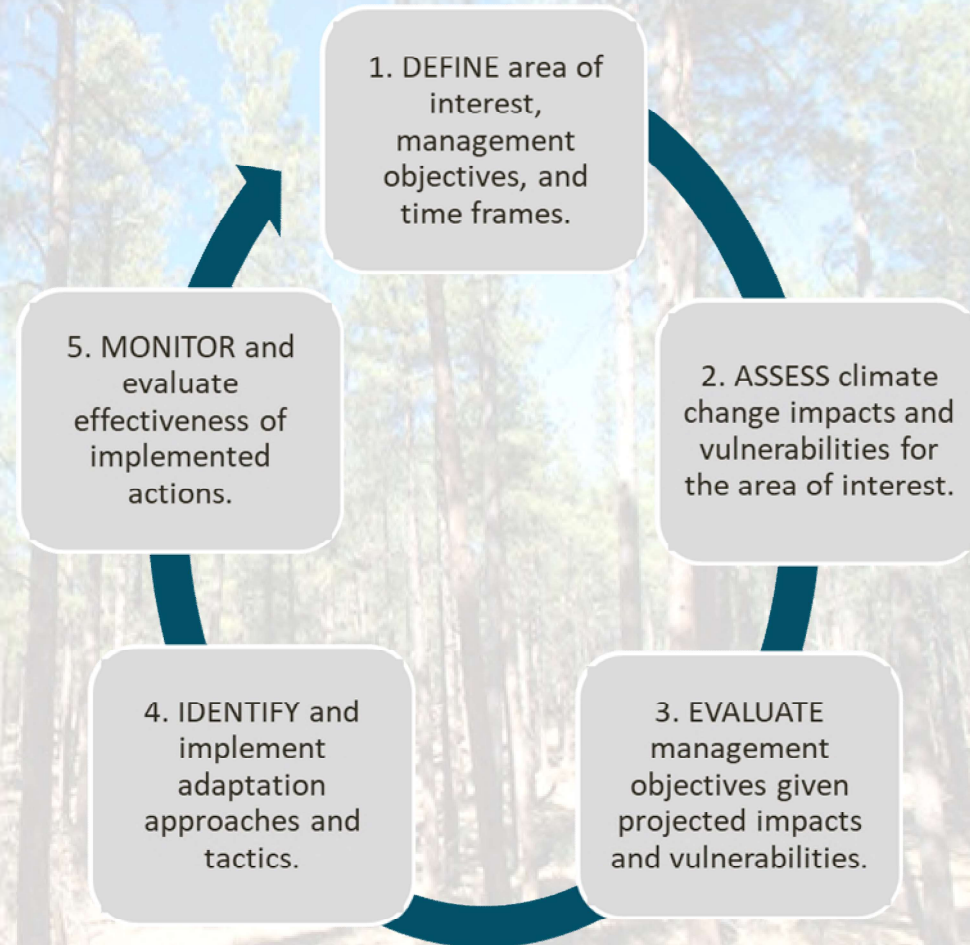 1. DEFINE area of
interest,
management
objectives, and
time frames.
2. ASSESS climate
change impacts and
vulnerabilities for
the area of interest.
3. EVALUATE
management
objectives given
projected impacts
and vulnerabilities.
4. IDENTIFY and
implement
adaptation
approaches and
tactics.
5. MONITOR and
evaluate
effectiveness of
implemented
actions.